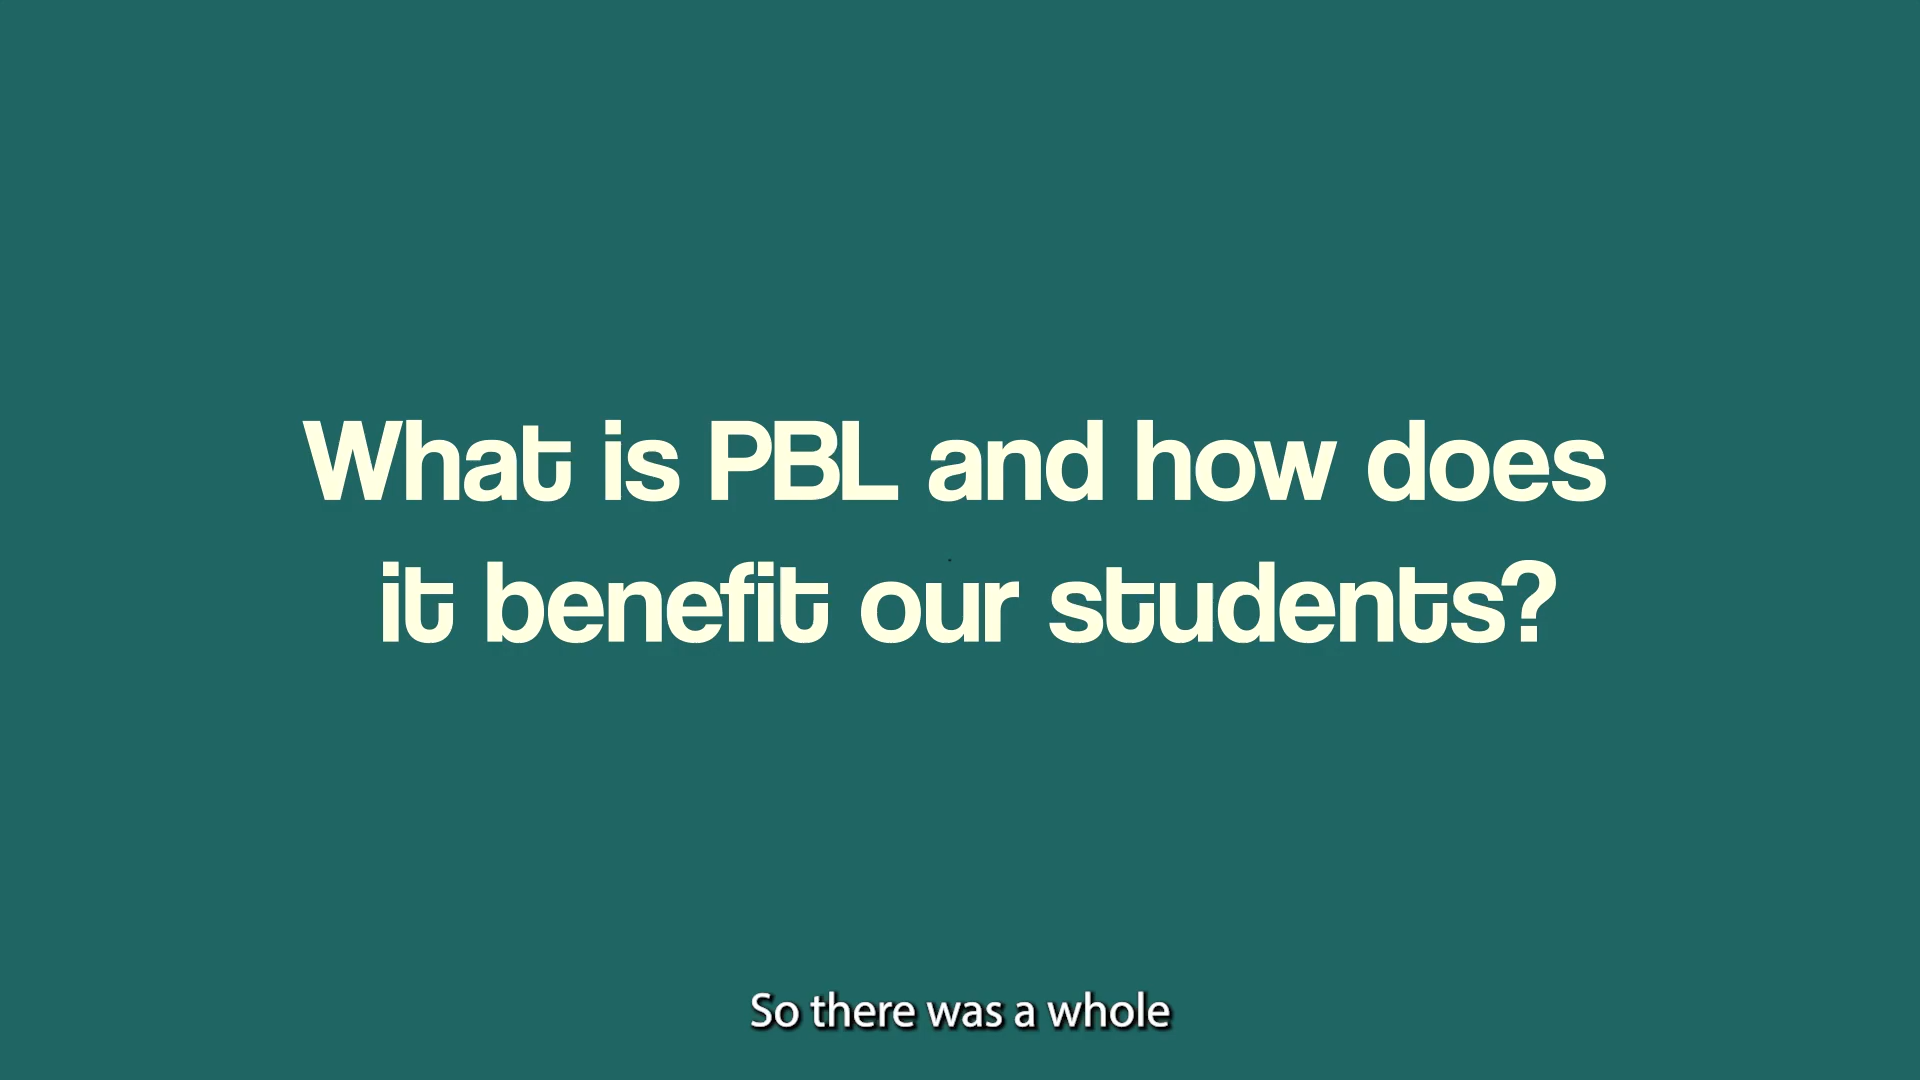 What is PBL and how does
it benefit our students?
So there was a whole